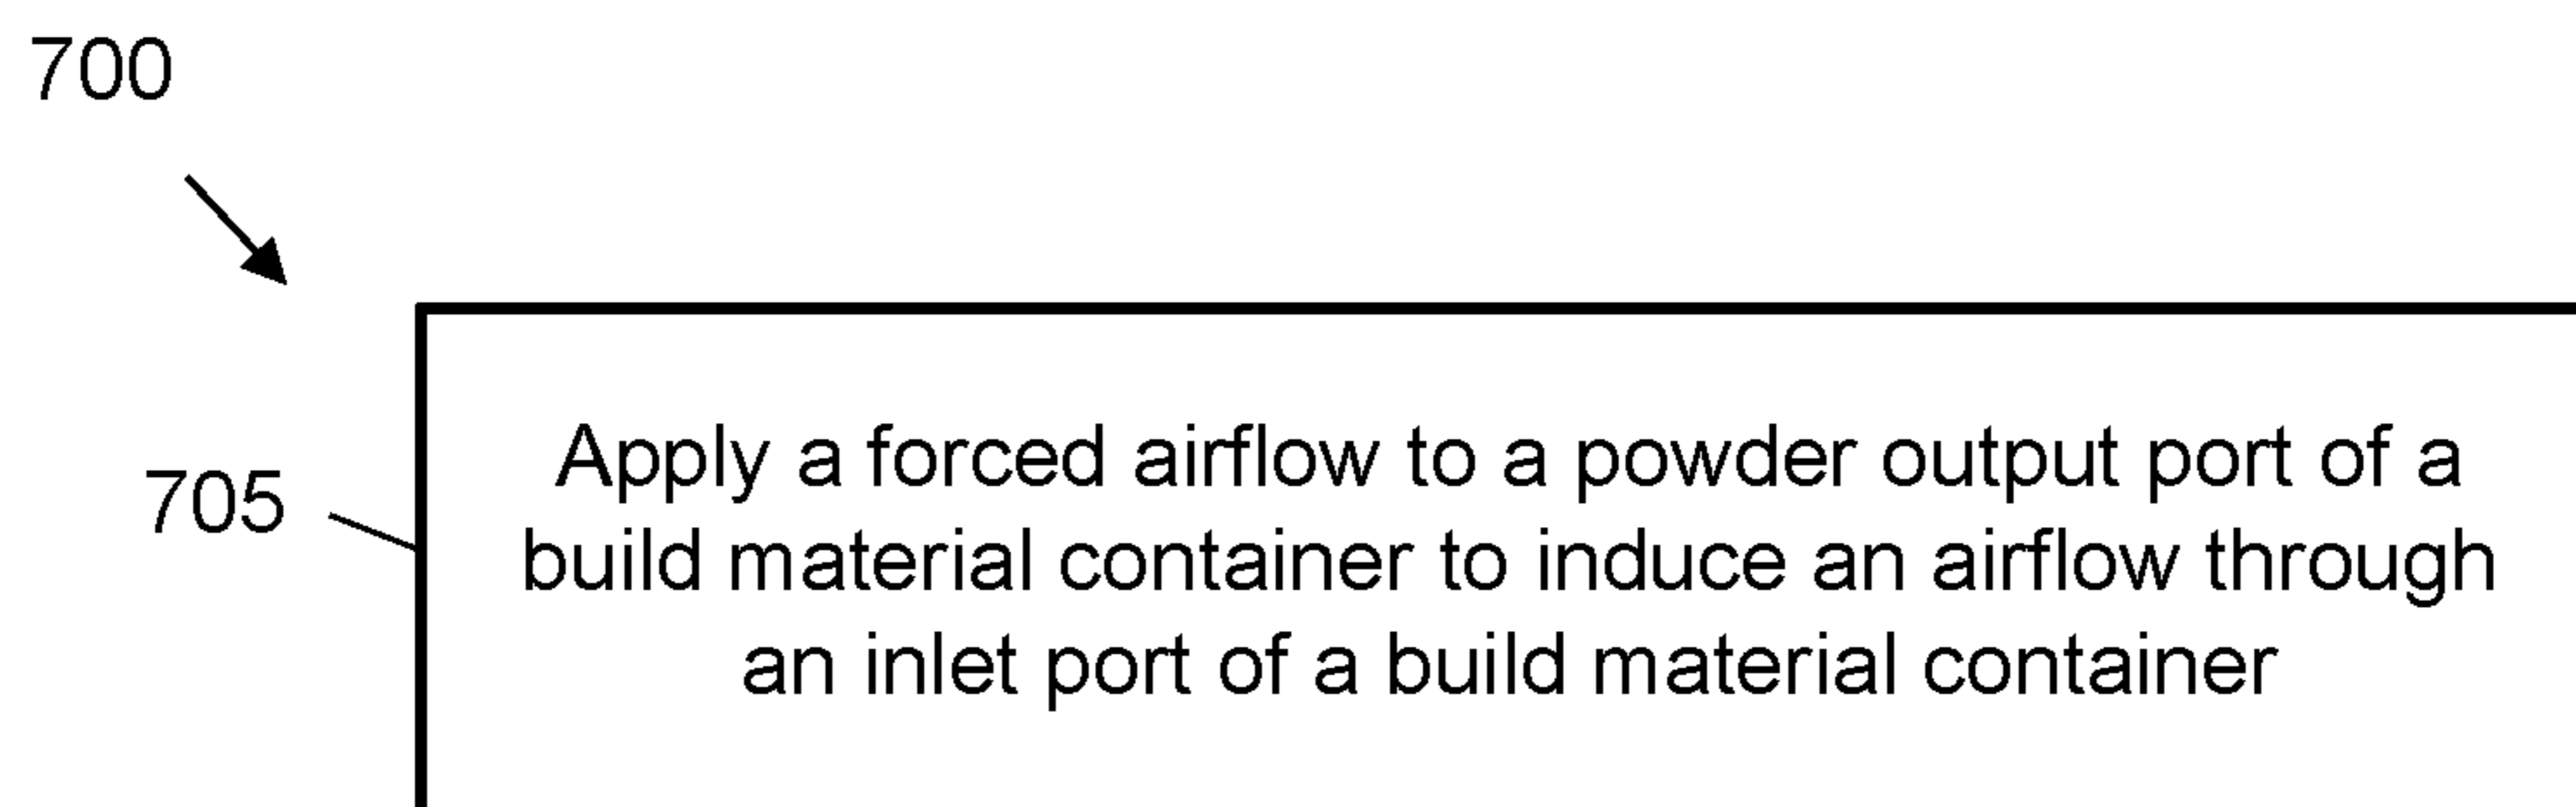 700
705
Apply a forced airflow to a powder output port of a
build material container to induce an airflow through
an inlet port of a build material container